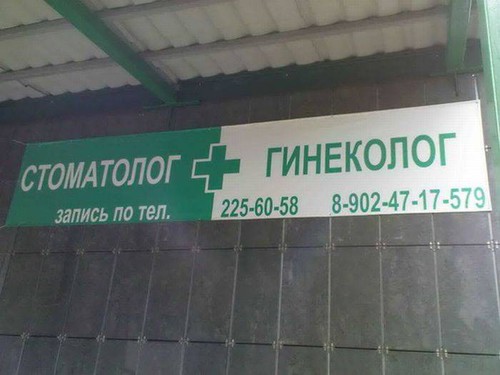 СТОМАТОЛОГ ГИНЕКОЛОГ
запись по тел. 225-60-58 8-902-47-17-579